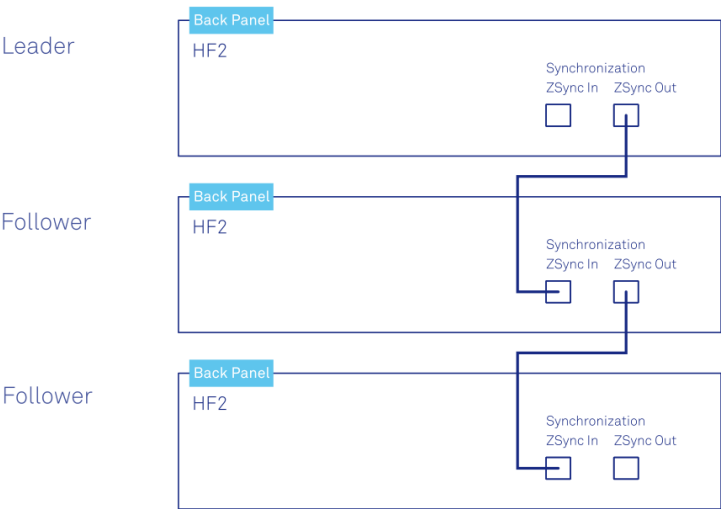 Back Panel
Leader
HF2
Synchronization
ZSync In ZSync Out
Back Panel
Follower
HF2
Synchronization
ZSync In ZSync Out
Back Panel
Follower
HF2
Synchronization
ZSync In ZSync Out